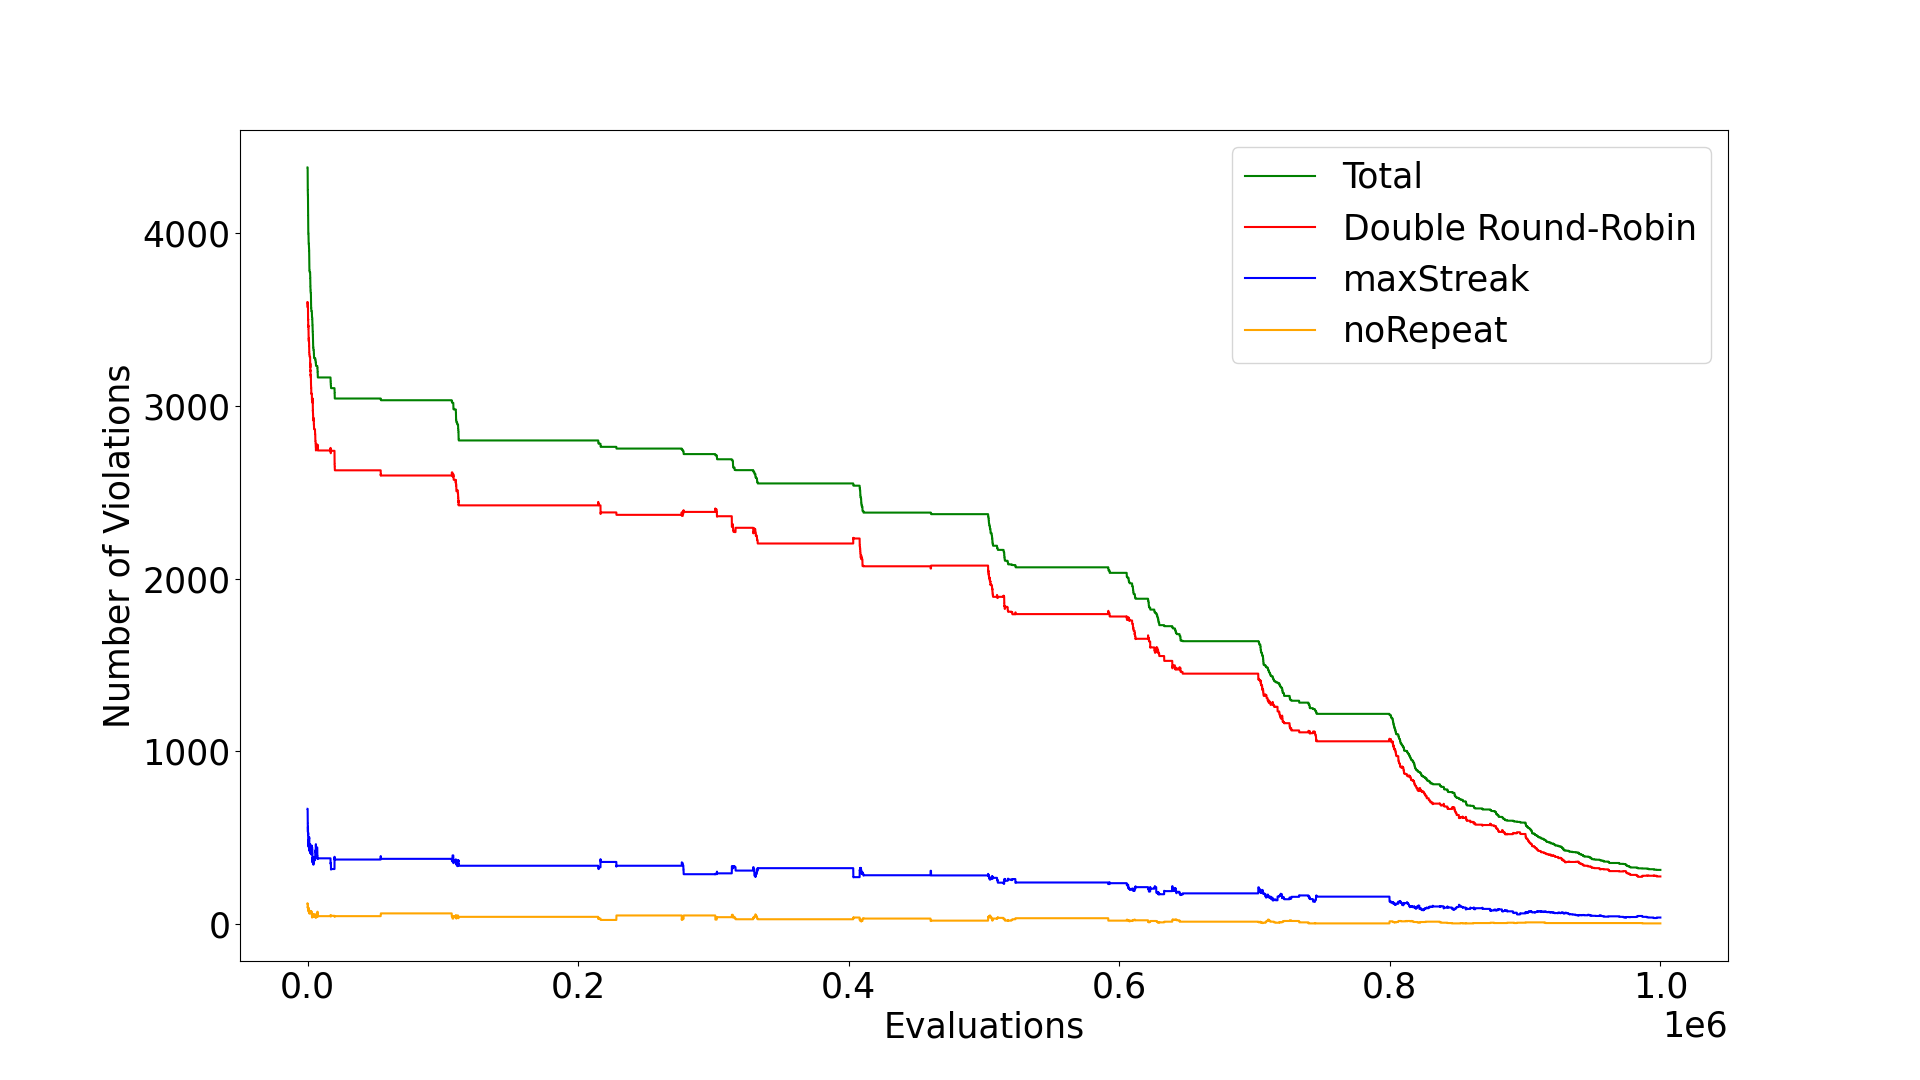 Total
Double Round-Robin
maxStreak
noRepeat
4000
3000
2000
1000
0
Number of Violations
0.0 0.2 0.4 0.6 0.8 1.0
Evaluations
1e6